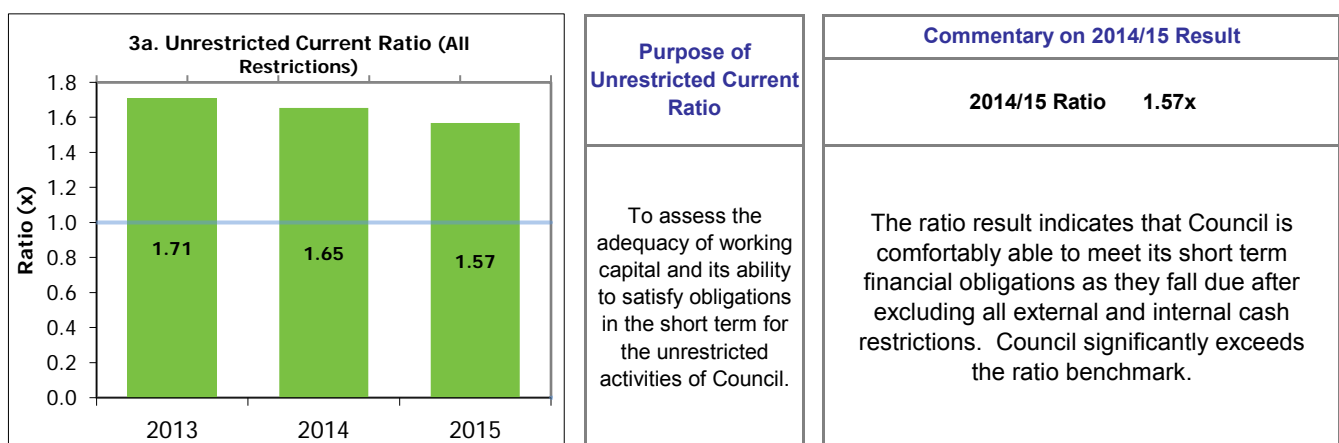 3a. Unrestricted Current Ratio (All
Restrictions)
Ratio (x)
1.8
1.6
1.4
1.2
1.0
0.8
0.6
0.4
0.2
0.0
1.71
1.65
1.57
2013
2014
2015
Purpose of
Unrestricted Current
Ratio
To assess the
adequacy of working
capital and its ability
to satisfy obligations
in the short term for
the unrestricted
activities of Council.
Commentary on 2014/15 Result
2014/15 Ratio 1.57x
The ratio result indicates that Council is
comfortably able to meet its short term
financial obligations as they fall due after
excluding all external and internal cash
restrictions. Council significantly exceeds
the ratio benchmark.